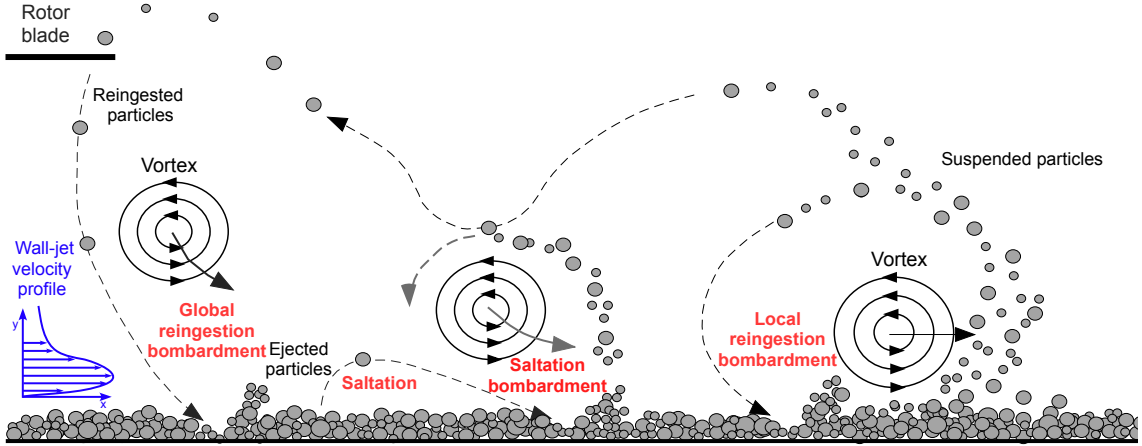 Rotor
blade
Reingested
particles
Vortex
Wall-jet
velocity
profile
y
x
Global
reingestion
bombardment
Ejected
particles
Saltation
Saltation
bombardment
Local
reingestion
bombardment
Vortex
Suspended particles